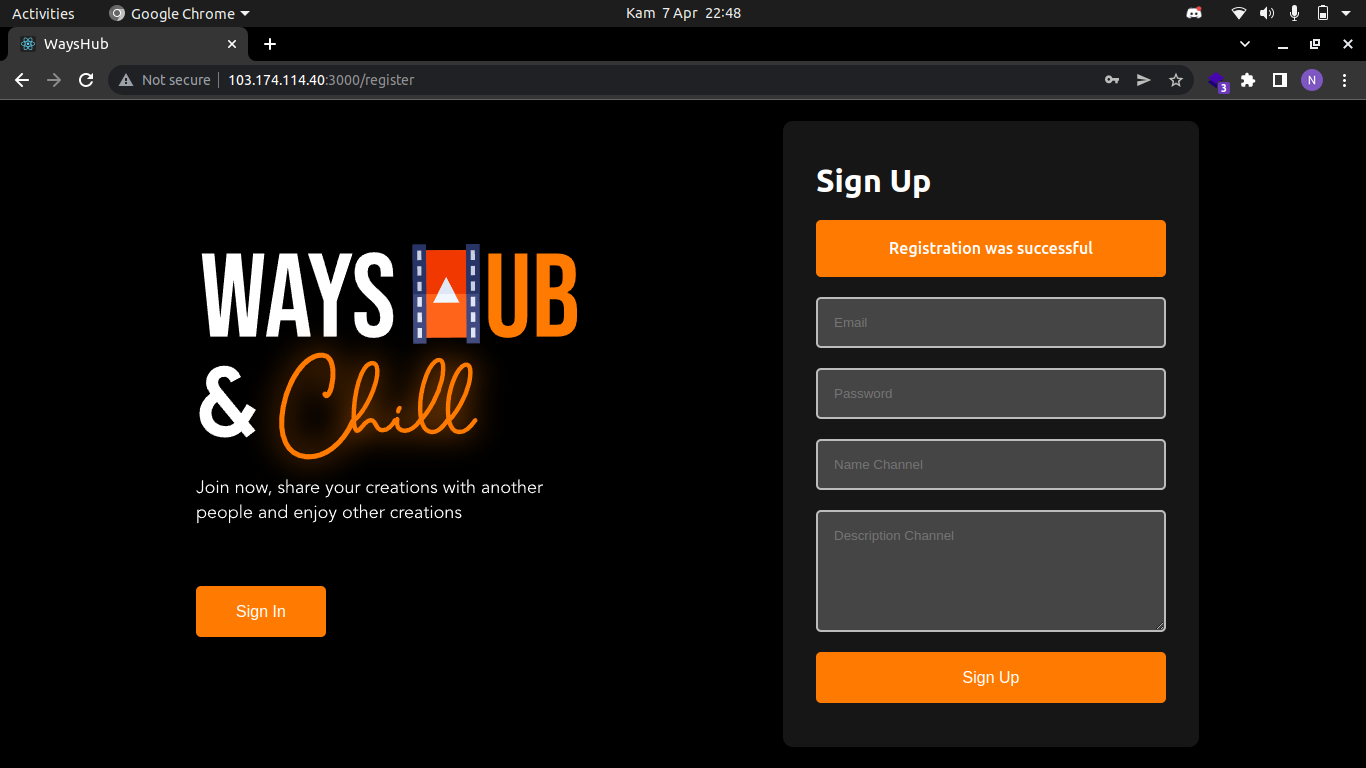 Activities
Google Chrome
Kam 7 Apr 22:48
WaysHub
Not secure
103.174.114.40:3000/register
3
N
WAYS HUB
& Chill
Join now, share your creations with another
people and enjoy other creations
Sign In
Sign Up
Registration was successful
Email
Password
Name Channel
Description Channel
Sign Up